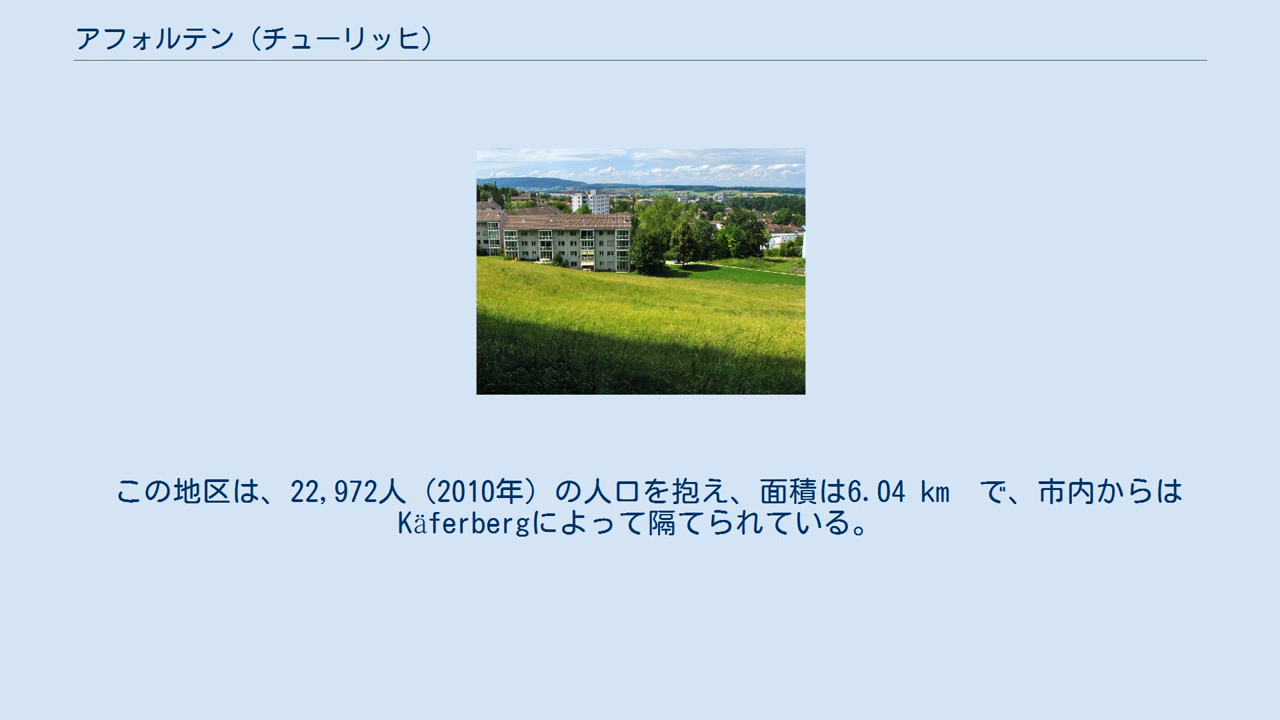 アフォルテン（チューリッヒ）
この地区は、22,972人（2010年）の人口を抱え、面積は6.04 km　で、市内からは
Käferbergによって隔てられている。